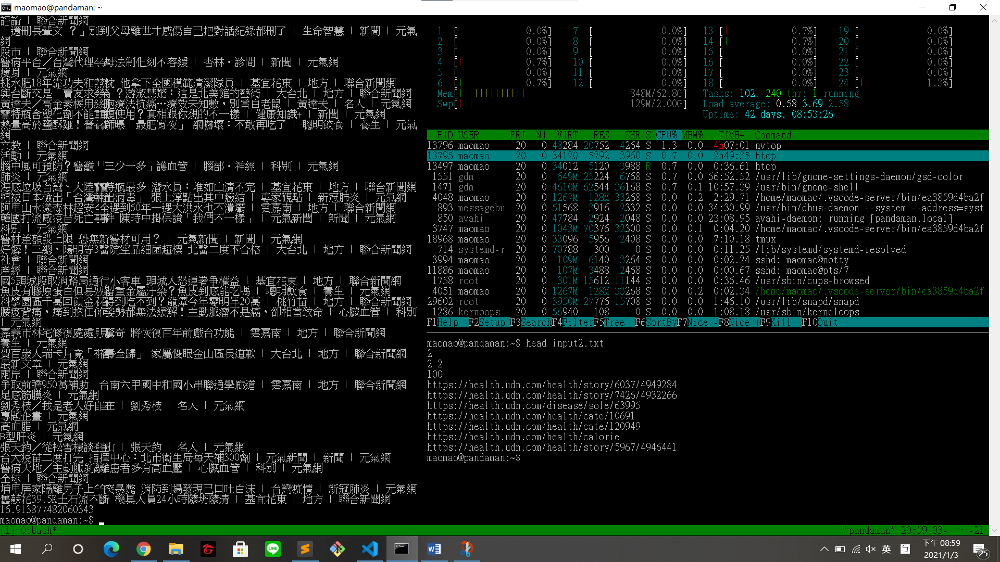 maomao@pandaman: ~
評論 | 聯合新聞網
「還刪長輩文？」別到父母離世才感傷自己把對話紀錄都刪了 | 生命智慧 | 新聞 | 元氣
網
股市 | 聯合新聞網
醫病平台／台灣代理孕母法制化刻不容緩 | 杏林．診間 | 新聞 | 元氣網
瘦身 | 元氣網
挑水肥18年靠功夫和 他拿下全國模範清潔隊員 | 基宜花東 | 地方 | 聯合新聞網
與台斷交是「賣友求榮」？游淑慧驚：這是北美館的藝術 | 大台北 | 地方 | 聯合新聞網
黃達夫／高金素梅用細胞療法抗癌…療效未知數，別當白老鼠 | 黃達夫 | 名人 | 元氣網
寶特瓶含塑化劑不能重複使用？真相跟你想的不一樣 | 健康知識+ | 新聞 | 元氣網
熱量高於鹽酥雞！營養師曝「最肥宵夜」 網嚇壞：不敢再吃了 | 聰明飲食 | 養生 | 元氣
網
文教 | 聯合新聞網
活動 | 元氣網
腦中風可預防？醫籲「三少一多」護血管 | 腦部．神經 | 科別 | 元氣網
肺炎 | 元氣網
海底垃圾台灣、大陸寶特瓶最多 潛水員：堆如山清不完 | 基宜花東 | 地方 | 聯合新聞網
頻被日本檢出「台灣輸出病毒」 張上淳點出其中癥結 | 專家觀點 | 新冠肺炎 | 元氣網
阿里山水漾森林超安全 遇到50年一遇大洪水也不潰壩 | 雲嘉南 | 地方 | 聯合新聞網
韓國打流感疫苗死亡事件 陳時中掛保證「我們不一樣」 | 元氣新聞 | 新聞 | 元氣網
科別 | 元氣網
醫材差額設上限 恐無新醫材可用？ | 元氣新聞 | 新聞 | 元氣網
好髒！三總、陽明等3醫院空品細菌超標 北醫二度不合格 | 大台北 | 地方 | 聯合新聞網
社會 | 聯合新聞網
產經 | 聯合新聞網
國5頭城段取消路肩通行小客車 頭城人怒連署爭權益 | 基宜花東 | 地方 | 聯合新聞網
魚皮有膠原蛋白但易殘留重金屬汙染？魚皮到底能吃嗎 | 聰明飲食 | 養生 | 元氣網
科學園區千萬回饋金看得到吃不到？龍潭今年零明年20萬 | 桃竹苗 | 地方 | 聯合新聞網
腰痠背痛，痛到換任何姿勢都無法緩解！主動脈瘤不是癌，卻相當致命 | 心臟血管 | 科別
| 元氣網
嘉義市林宅修復處處見驚奇 將恢復百年前戲台功能 | 雲嘉南 | 地方 | 聯合新聞網
養生 | 元氣網
賀百歲人瑞卡片竟「福壽全歸」 家屬傻眼金山區長道歉 | 大台北 | 地方 | 聯合新聞網
最新文章 | 元氣網
兩岸 | 聯合新聞網
爭取前瞻950萬補助　台南六甲國中和國小串聯通學廊道 | 雲嘉南 | 地方 | 聯合新聞網
足底筋膜炎 | 元氣網
劉秀枝／我是老人好自在 | 劉秀枝 | 名人 | 元氣網
專題企畫 | 元氣網
高血脂 | 元氣網
B型肝炎 | 元氣網
張天鈞／從松雪樓談登山 | 張天鈞 | 名人 | 元氣網
台大疫苗二度打完 指揮中心：北市衛生局每天補300劑 | 元氣新聞 | 新聞 | 元氣網
醫病天地／主動脈剝離患者多有高血壓 | 心臟血管 | 科別 | 元氣網
全球 | 聯合新聞網
埔里居家隔離男子上午突暴斃 消防到場發現已口吐白沫 | 台灣疫情 | 新冠肺炎 | 元氣網
舊蘇花39.5K土石流不斷 機具人員24小時隨坍隨清 | 基宜花東 | 地方 | 聯合新聞網
16.913877482060343
maomao@pandaman:~$
1 [ 0.0%] 7 [ 0.0%] 13 [| 0.7%] 19 [ 0.0%]
2 [ 0.0%] 8 [ 0.0%] 14 [| 0.7%] 20 [ 0.0%]
3 [ 0.0%] 9 [ 0.0%] 15 [ 0.0%] 21 [ 0.0%]
4 [| 0.7%] 10 [ 0.0%] 16 [ 0.0%] 22 [ 0.0%]
5 [ 0.0%] 11 [ 0.0%] 17 [ 0.0%] 23 [ 0.0%]
6 [| 0.7%] 12 [ 0.0%] 18 [ 0.0%] 24 [|| 1.3%]
Mem[||||||||||||| 848M/62.8G] Tasks: 102, 240 thr; 1 running
Swp[||| 129M/2.00G] Load average: 0.58 3.69 2.58
Uptime: 42 days, 08:53:26
PID USER PRI NI VIRT RES SHR S CPU% MEM% TIME+ Command
13796 maomao 20 0 48284 20752 4264 S 1.3 0.0 4h07:01 nvtop
13795 maomao 20 0 34120 5292 3960 S 0.7 0.0 2h49:35 htop
13497 maomao 20 0 34012 5120 3988 R 0.7 0.0 0:36.61 htop
1551 gdm 20 0 649M 25224 6768 S 0.7 0.0 56:52.52 /usr/lib/gnome-settings-daemon/gsd-color
1471 gdm 20 0 4610M 62544 36168 S 0.7 0.1 10:57.39 /usr/bin/gnome-shell
4048 maomao 20 0 1267M 128M 33268 S 0.0 0.2 2:29.71 /home/maomao/.vscode-server/bin/ea3859d4ba2f
893 messagebu 20 0 51568 3916 2332 S 0.0 0.0 34:30.99 /usr/bin/dbus-daemon --system --address=syst
850 avahi 20 0 47784 2924 2048 S 0.0 0.0 23:08.95 avahi-daemon: running [pandaman.local]
3747 maomao 20 0 1043M 70376 32300 S 0.0 0.1 0:04.20 /home/maomao/.vscode-server/bin/ea3859d4ba2f
18968 maomao 20 0 33096 5956 2408 S 0.0 0.0 7:10.18 tmux
714 systemd-r 20 0 70788 300 0 S 0.0 0.0 0:11.25 /lib/systemd/systemd-resolved
3994 maomao 20 0 109M 6140 3264 S 0.0 0.0 0:02.24 sshd: maomao@notty
11886 maomao 20 0 107M 3488 2468 S 0.0 0.0 0:00.67 sshd: maomao@pts/7
1758 root 20 0 301M 15612 11144 S 0.0 0.0 0:35.46 /usr/sbin/cups-browsed
4051 maomao 20 0 1267M 128M 33268 S 0.0 0.2 0:02.34 /home/maomao/.vscode-server/bin/ea3859d4ba2f
29602 root 20 0 3950M 27776 15708 S 0.0 0.0 1:46.10 /usr/lib/snapd/snapd
1286 kernoops 20 0 56940 108 0 S 0.0 0.0 1:08.18 /usr/sbin/kerneloops
F1Help F2Setup F3SearchF4FilterF5Tree F6SortByF7Nice -F8Nice +F9Kill F10Quit
maomao@pandaman:~$ head input2.txt
2
2 2
100
https://health.udn.com/health/story/6037/4949284
https://health.udn.com/health/story/7426/4932266
https://health.udn.com/disease/sole/63995
https://health.udn.com/health/cate/10691
https://health.udn.com/health/cate/120949
https://health.udn.com/health/calorie
https://health.udn.com/health/story/5967/4946441
maomao@pandaman:~$
[1] 0:bash* "pandaman" 20:59 03- 一 -21
LINE
英
下午 08:59
2021/1/3
25